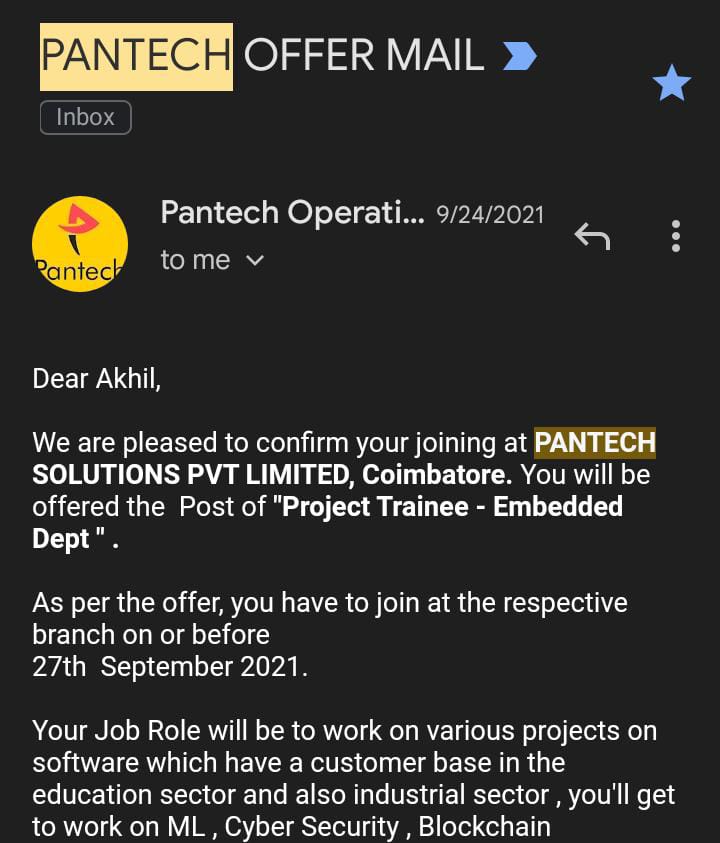 PANTECH OFFER MAIL
Inbox
Pantech Operati... 9/24/2021
to me
Pantech
Dear Akhil,
We are pleased to confirm your joining at PANTECH
SOLUTIONS PVT LIMITED, Coimbatore. You will be
offered the  Post of "Project Trainee - Embedded
Dept " .
As per the offer, you have to join at the respective
branch on or before
27th  September 2021.
Your Job Role will be to work on various projects on
software which have a customer base in the
education sector and also industrial sector , you'll get
to work on ML , Cyber Security , Blockchain